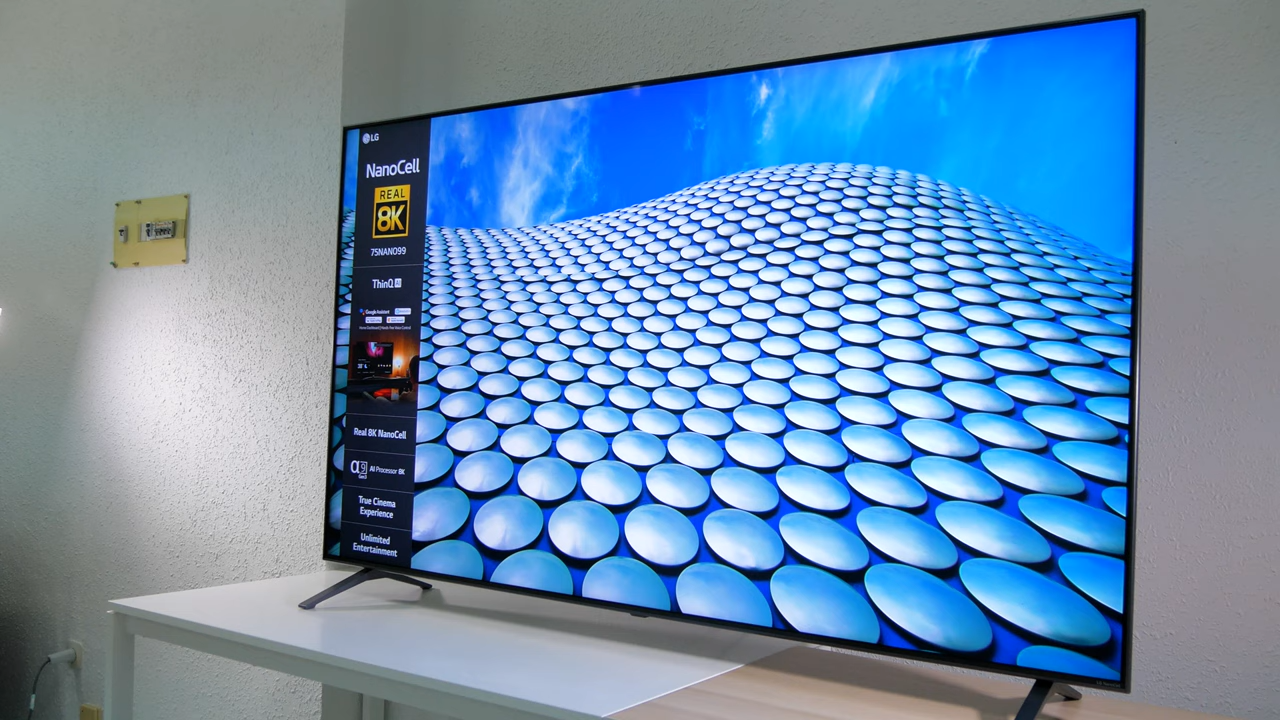 LG
NanoCell
REAL
8K
75NANO99
ThinQ AI
Google Assistant
Real 8K NanoCell
α9 Gen3 AI Processor 8K
True Cinema
Experience
Unlimited
Entertainment